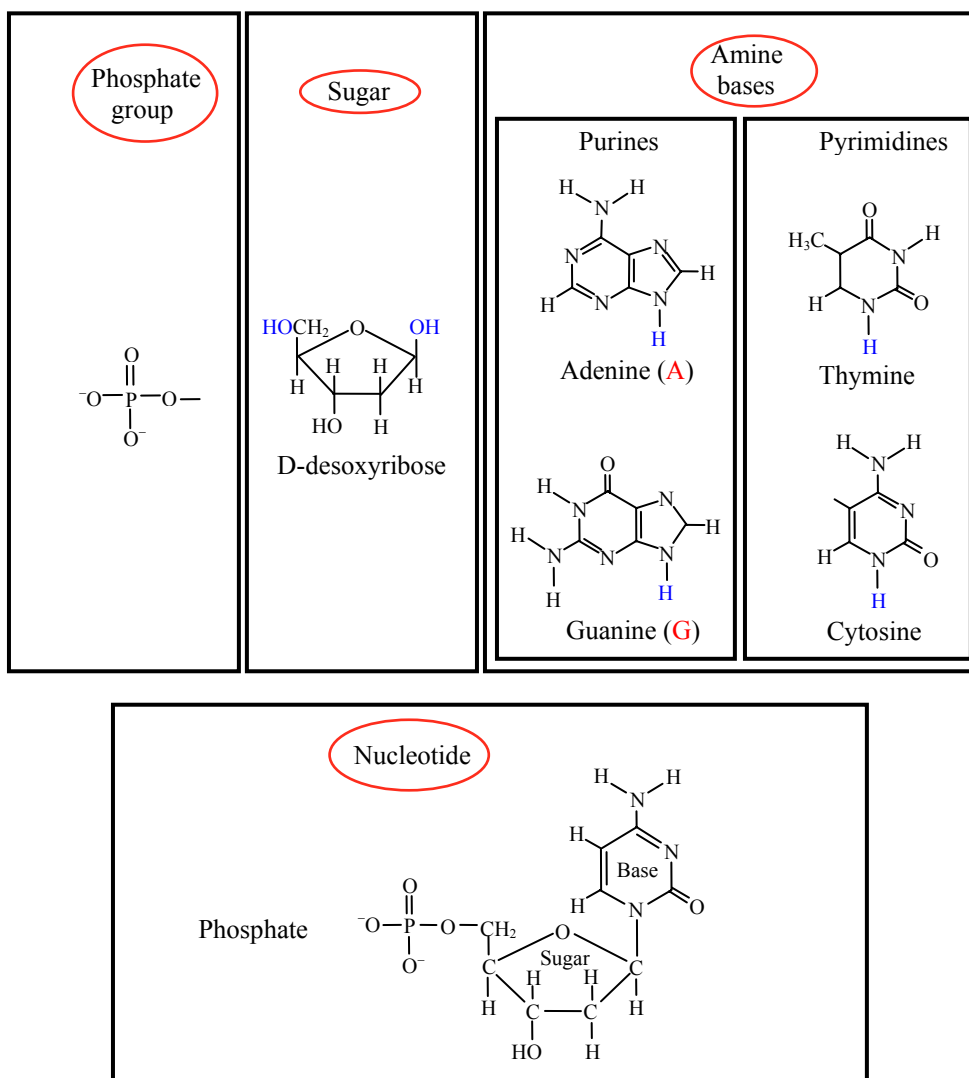 Phosphate
group
Sugar
Amine
bases
Purines
Pyrimidines
O
⁻O P O
O⁻
HOCH₂ O OH
H H H H
HO H
D-desoxyribose
H H
N
N N
H N N H
H
Adenine (A)
O
H N N
H H
N N N
H H
Guanine (G)
O
H₃C N H
H N O
H
Thymine
H H
N
N
H N O
H
Cytosine
Nucleotide
H H
N
H N
Base
H N O
O
Phosphate ⁻O P O CH₂ O
O⁻ C Sugar C
H H H H
C C
HO H